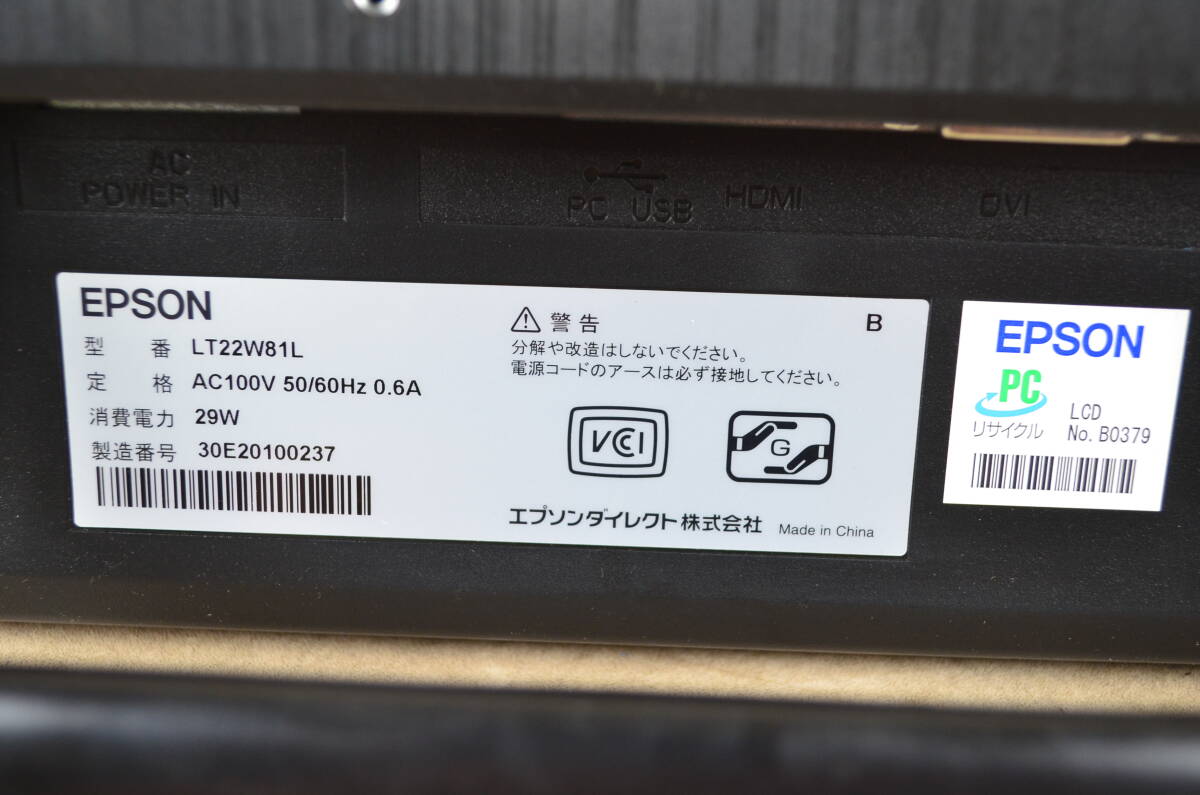 AC
POWER IN
PC USB
HDMI
DVI
EPSON
型 番 LT22W81L
定 格 AC100V 50/60Hz 0.6A
消費電力 29W
製造番号 30E20100237
警告
B
分解や改造はしないでください。
電源コードのアースは必ず接地してください。
VCCI
G
エプソンダイレクト株式会社 Made in China
EPSON
PC
リサイクル
LCD
No. B0379